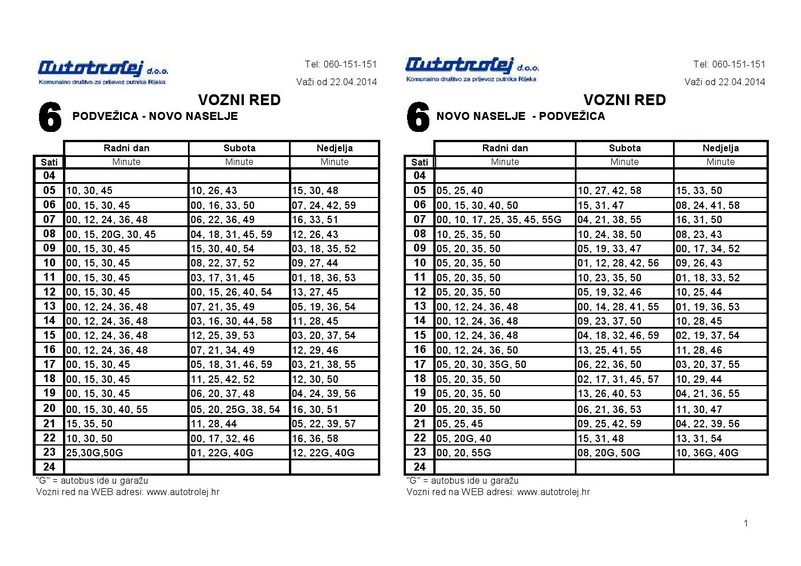 Autotrolej d.o.o.
Komunalno društvo za prijevoz putnika Rijeka
Tel: 060-151-151
Važi od 22.04.2014
VOZNI RED
6 PODVEŽICA - NOVO NASELJE
Radni dan Subota Nedjelja
Sati Minute Minute Minute
04
05 10, 30, 45 10, 26, 43 15, 30, 48
06 00, 15, 30, 45 00, 16, 33, 50 07, 24, 42, 59
07 00, 12, 24, 36, 48 06, 22, 36, 49 16, 33, 51
08 00, 15, 20G, 30, 45 04, 18, 31, 45, 59 12, 26, 43
09 00, 15, 30, 45 15, 30, 40, 54 03, 18, 35, 52
10 00, 15, 30, 45 08, 22, 37, 52 09, 27, 44
11 00, 15, 30, 45 03, 17, 31, 45 01, 18, 36, 53
12 00, 15, 30, 45 00, 15, 26, 40, 54 13, 27, 45
13 00, 12, 24, 36, 48 07, 21, 35, 49 05, 19, 36, 54
14 00, 12, 24, 36, 48 03, 16, 30, 44, 58 11, 28, 45
15 00, 12, 24, 36, 48 12, 25, 39, 53 03, 20, 37, 54
16 00, 12, 24, 36, 48 07, 21, 34, 49 12, 29, 46
17 00, 15, 30, 45 05, 18, 31, 46, 59 03, 21, 38, 55
18 00, 15, 30, 45 11, 25, 42, 52 12, 30, 50
19 00, 15, 30, 45 06, 20, 37, 48 04, 24, 39, 56
20 00, 15, 30, 40, 55 05, 20, 25G, 38, 54 16, 30, 51
21 15, 35, 50 11, 28, 44 05, 22, 39, 57
22 10, 30, 50 00, 17, 32, 46 16, 36, 58
23 25,30G,50G 01, 22G, 40G 12, 22G, 40G
24
"G" = autobus ide u garažu
Vozni red na WEB adresi: www.autotrolej.hr
Autotrolej d.o.o.
Komunalno društvo za prijevoz putnika Rijeka
Tel: 060-151-151
Važi od 22.04.2014
VOZNI RED
6 NOVO NASELJE - PODVEŽICA
Radni dan Subota Nedjelja
Sati Minute Minute Minute
04
05 05, 25, 40 10, 27, 42, 58 15, 33, 50
06 00, 15, 30, 40, 50 15, 31, 47 08, 24, 41, 58
07 00, 10, 17, 25, 35, 45, 55G 04, 21, 38, 55 16, 31, 50
08 10, 25, 35, 50 10, 24, 38, 50 08, 23, 43
09 05, 20, 35, 50 05, 19, 33, 47 00, 17, 34, 52
10 05, 20, 35, 50 01, 12, 28, 42, 56 09, 26, 43
11 05, 20, 35, 50 10, 23, 35, 50 01, 18, 33, 52
12 05, 20, 35, 50 05, 19, 32, 46 10, 25, 44
13 00, 12, 24, 36, 48 00, 14, 28, 41, 55 01, 19, 36, 53
14 00, 12, 24, 36, 48 09, 23, 37, 50 10, 28, 45
15 00, 12, 24, 36, 48 04, 18, 32, 46, 59 02, 19, 37, 54
16 00, 12, 24, 36, 50 13, 25, 41, 55 11, 28, 46
17 05, 20, 30, 35G, 50 06, 22, 36, 50 03, 20, 37, 55
18 05, 20, 35, 50 02, 17, 31, 45, 57 10, 29, 44
19 05, 20, 35, 50 13, 26, 40, 53 04, 21, 36, 55
20 05, 20, 35, 50 06, 21, 36, 53 11, 30, 47
21 05, 25, 45 09, 25, 42, 59 04, 22, 39, 56
22 05, 20G, 40 15, 31, 48 13, 31, 54
23 00, 20, 55G 08, 20G, 50G 10, 36G, 40G
24
"G" = autobus ide u garažu
Vozni red na WEB adresi: www.autotrolej.hr
1